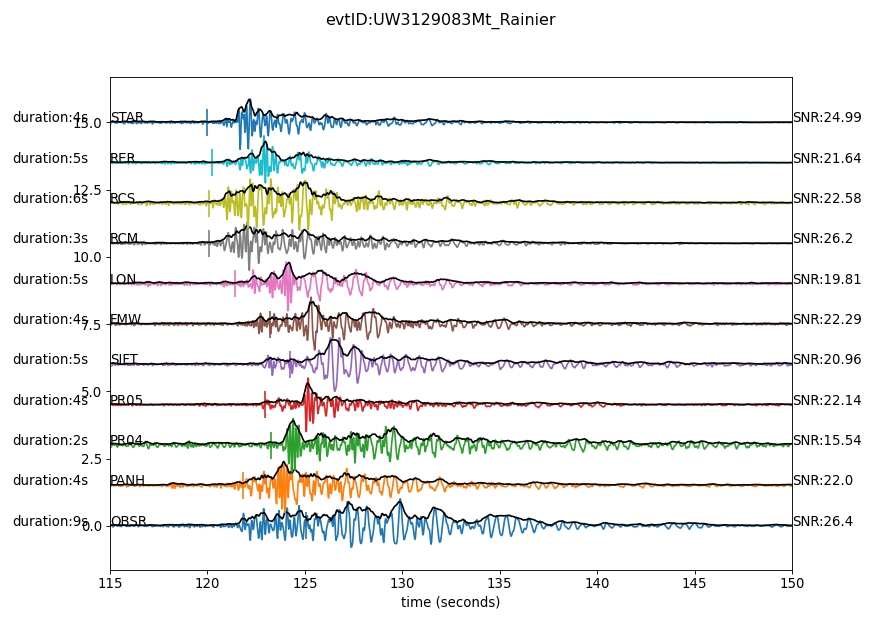 evtID:UW3129083Mt_Rainier
duration:4s STAR SNR:24.99
15.0
duration:5s RER SNR:21.64
12.5
duration:6s RCS SNR:22.58
duration:3s RCM SNR:26.2
10.0
duration:5s LON SNR:19.81
duration:4s FMW SNR:22.29
7.5
duration:5s SIFT SNR:20.96
5.0
duration:4s PR05 SNR:22.14
duration:2s PR04 SNR:15.54
2.5
duration:4s PANH SNR:22.0
duration:9s OBSR SNR:26.4
0.0
115 120 125 130 135 140 145 150
time (seconds)